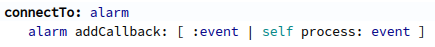 connectTo: alarm
alarm addCallback: [ :event | self process: event ]